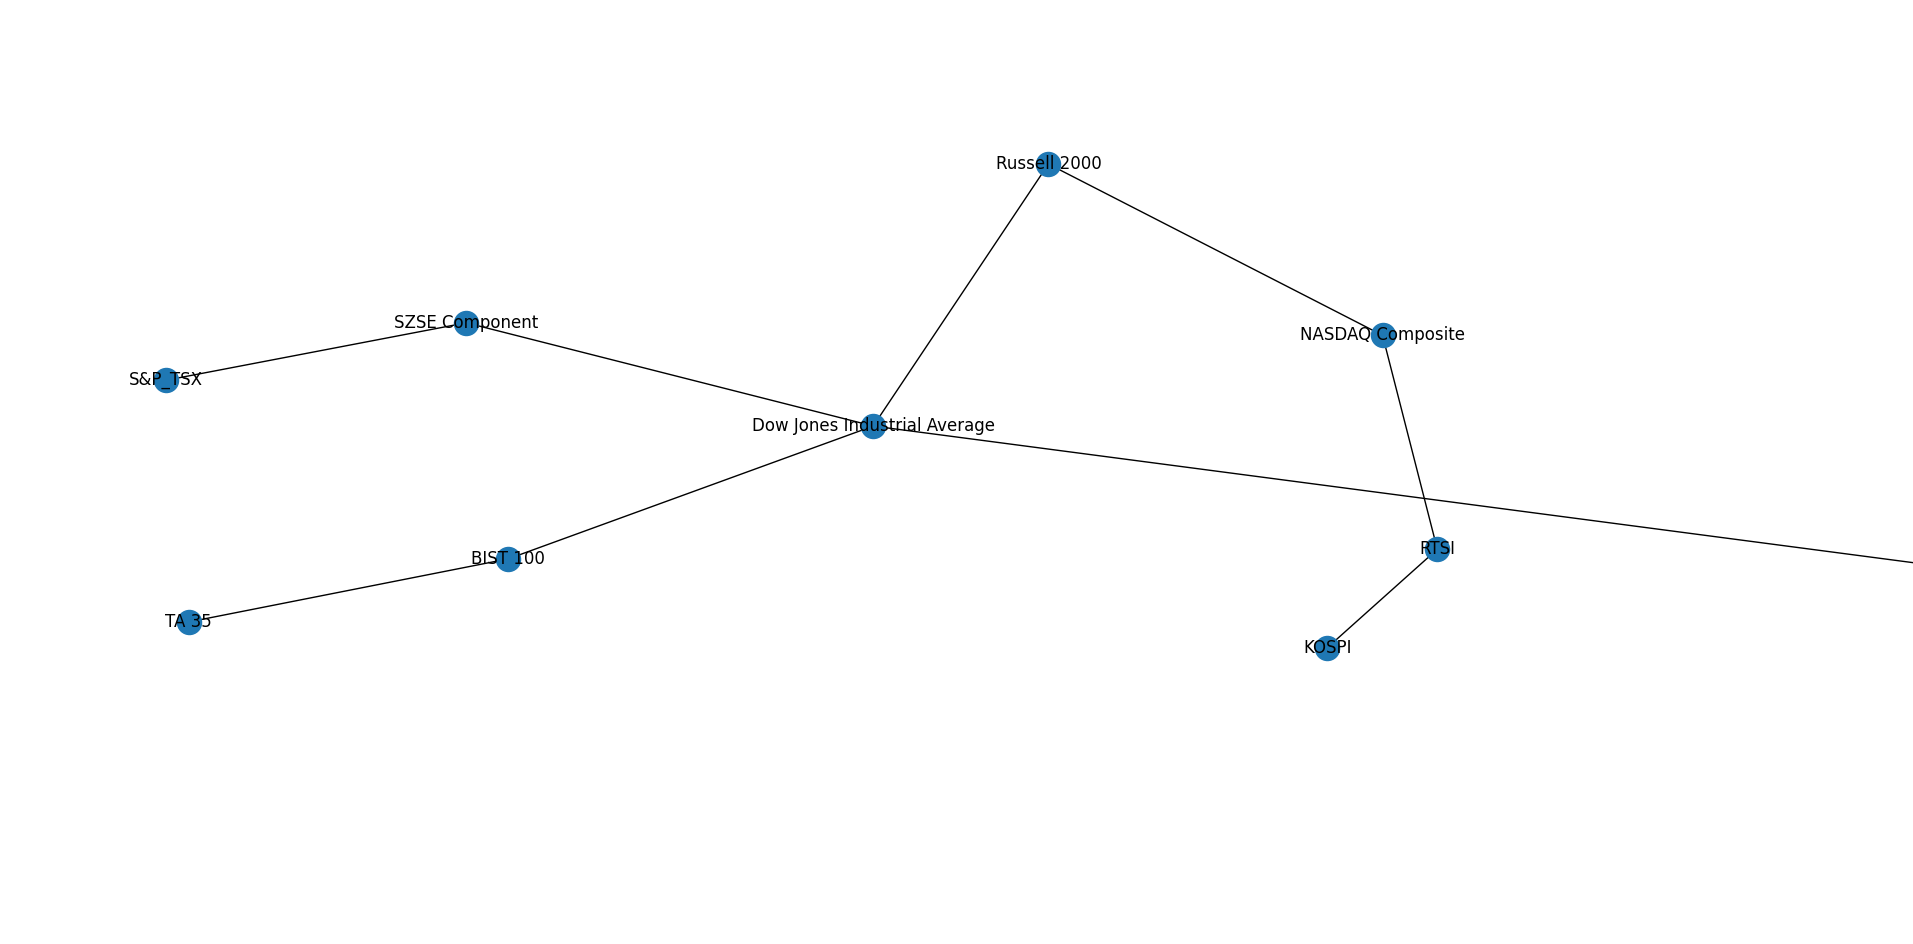 Russell 2000
SZSE Component
NASDAQ Composite
S&P_TSX
Dow Jones Industrial Average
RTSI
BIST 100
TA 35
KOSPI